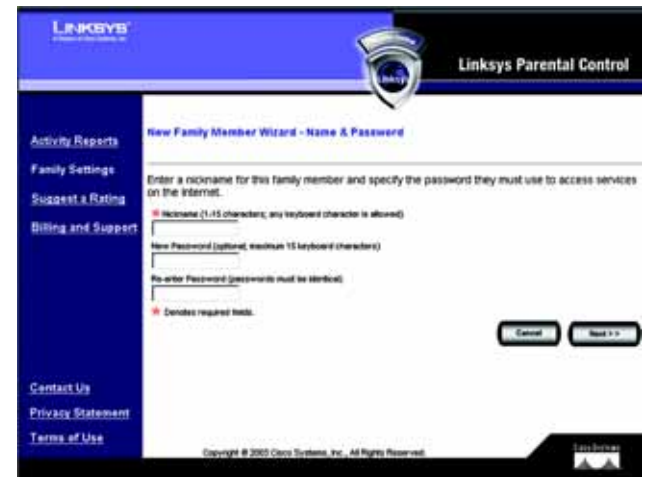 LINKSYS
Linksys
Linksys Parental Control
Activity Reports
Family Settings
Suggest a Rating
Billing and Support
New Family Member Wizard - Name & Password
Enter a nickname for this family member and specify the password they must use to access services
on the Internet.
* Nickname (1-15 characters; any keyboard character is allowed)
New Password (optional; maximum 15 keyboard characters)
Re-enter Password (passwords must be identical)
* Denotes required fields.
Cancel
Next >>
Contact Us
Privacy Statement
Terms of Use
Copyright © 2003 Cisco Systems, Inc., All Rights Reserved.
Cisco Systems